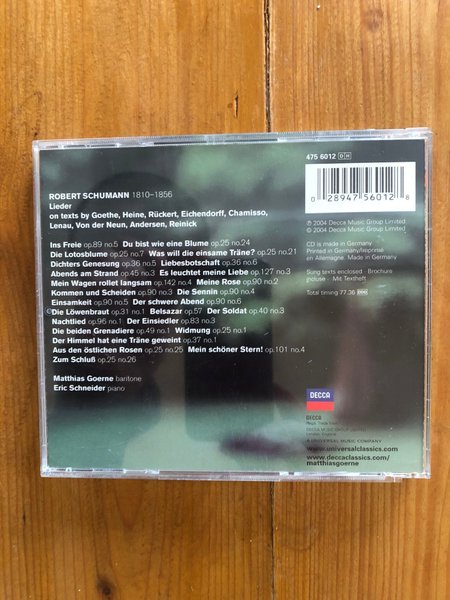 475 6012 DH
ROBERT SCHUMANN 1810–1856
Lieder
on texts by Goethe, Heine, Rückert, Eichendorff, Chamisso,
Lenau, Von der Neun, Andersen, Reinick
Ins Freie op.89 no.5 Du bist wie eine Blume op.25 no.24
Die Lotosblume op.25 no.7 Was will die einsame Träne? op.25 no.21
Dichters Genesung op.36 no.5 Liebesbotschaft op.36 no.6
Abends am Strand op.45 no.3 Es leuchtet meine Liebe op.127 no.3
Mein Wagen rollet langsam op.142 no.4 Meine Rose op.90 no.2
Kommen und Scheiden op.90 no.3 Die Sennin op.90 no.4
Einsamkeit op.90 no.5 Der schwere Abend op.90 no.6
Die Löwenbraut op.31 no.1 Belsazar op.57 Der Soldat op.40 no.3
Nachtlied op.96 no.1 Der Einsiedler op.83 no.3
Die beiden Grenadiere op.49 no.1 Widmung op.25 no.1
Der Himmel hat eine Träne geweint op.37 no.1
Aus den östlichen Rosen op.25 no.25 Mein schöner Stern! op.101 no.4
Zum Schluß op.25 no.26
Matthias Goerne baritone
Eric Schneider piano
0 28947 56012 8
℗ 2004 Decca Music Group Limited
© 2004 Decca Music Group Limited
CD is made in Germany
Printed in Germany/Imprimé
en Allemagne. Made in Germany
Sung texts enclosed · Brochure
incluse · Mit Textheft
Total timing 77.36 DDD
DECCA
DECCA
DECCA MUSIC GROUP LIMITED
A UNIVERSAL MUSIC COMPANY
www.universalclassics.com
www.deccaclassics.com/
matthiasgoerne